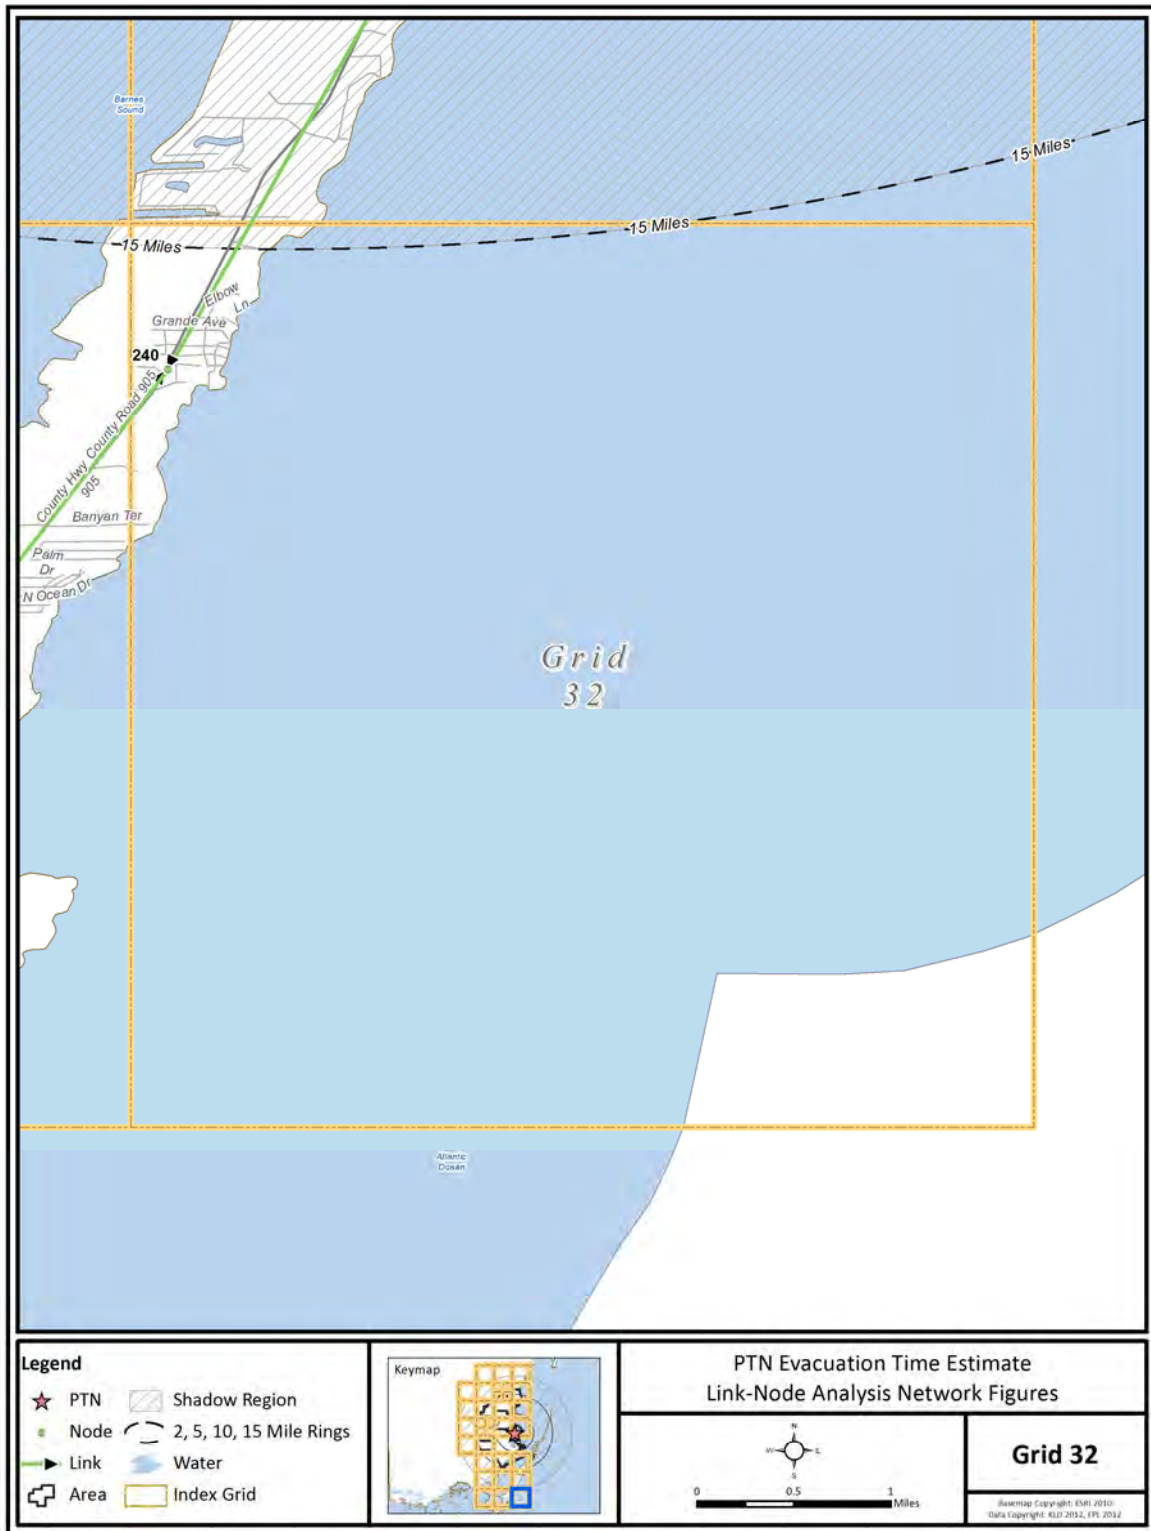 Barnes
Sound
15 Miles
15 Miles
15 Miles
Elbow
Ln
Grande Ave
240
County Hwy County Road 905
905
Banyan Ter
Palm
Dr
N Ocean Dr
Grid
32
Atlantic
Ocean
Legend
PTN
Shadow Region
Node
2, 5, 10, 15 Mile Rings
Link
Water
Area
Index Grid
Keymap
PTN Evacuation Time Estimate
Link-Node Analysis Network Figures
N
W
E
S
0
0.5
1
Miles
Grid 32
Basemap Copyright: ESRI 2010
Data Copyright: KLD 2012, FPL 2012